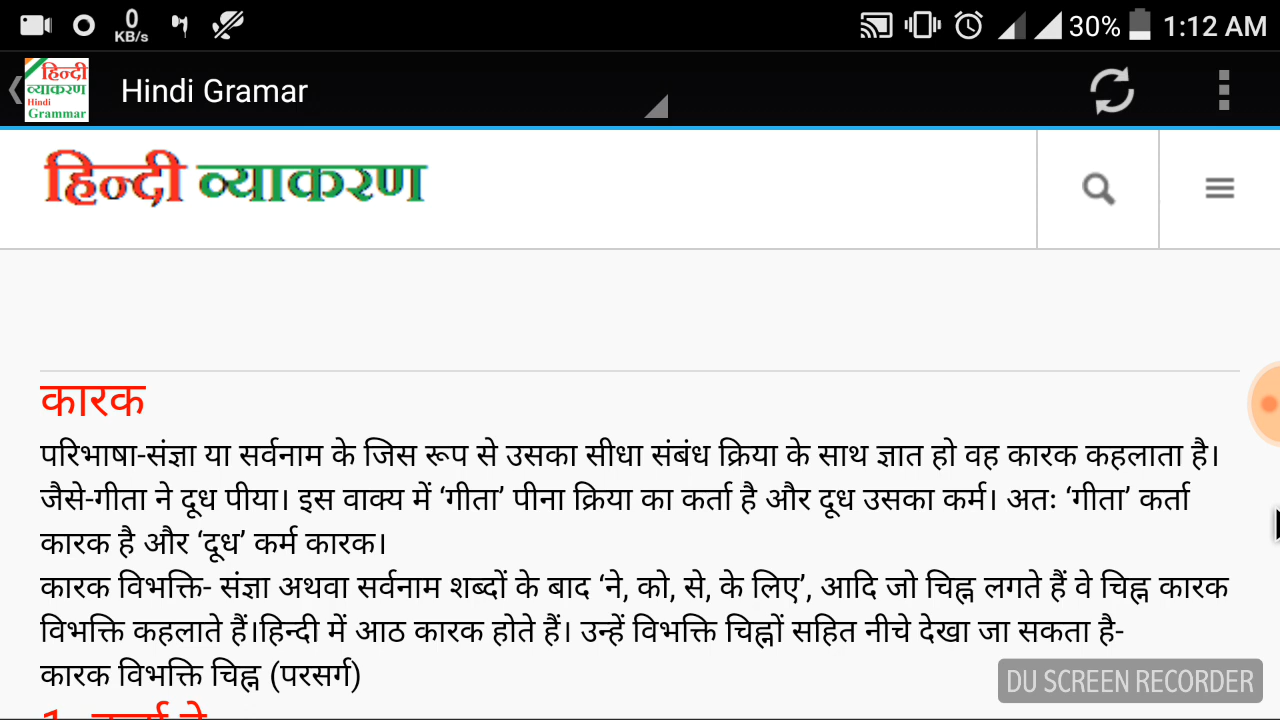 0
KB/s
30%
1:12 AM
हिन्दी
व्याकरण
Hindi
Grammar
Hindi Gramar
हिन्दी व्याकरण
कारक
परिभाषा-संज्ञा या सर्वनाम के जिस रूप से उसका सीधा संबंध क्रिया के साथ ज्ञात हो वह कारक कहलाता है।
जैसे-गीता ने दूध पीया। इस वाक्य में ‘गीता’ पीना क्रिया का कर्ता है और दूध उसका कर्म। अतः ‘गीता’ कर्ता
कारक है और ‘दूध’ कर्म कारक।
कारक विभक्ति- संज्ञा अथवा सर्वनाम शब्दों के बाद ‘ने, को, से, के लिए’, आदि जो चिह्न लगते हैं वे चिह्न कारक
विभक्ति कहलाते हैं।हिन्दी में आठ कारक होते हैं। उन्हें विभक्ति चिह्नों सहित नीचे देखा जा सकता है-
कारक विभक्ति चिह्न (परसर्ग)
DU SCREEN RECORDER